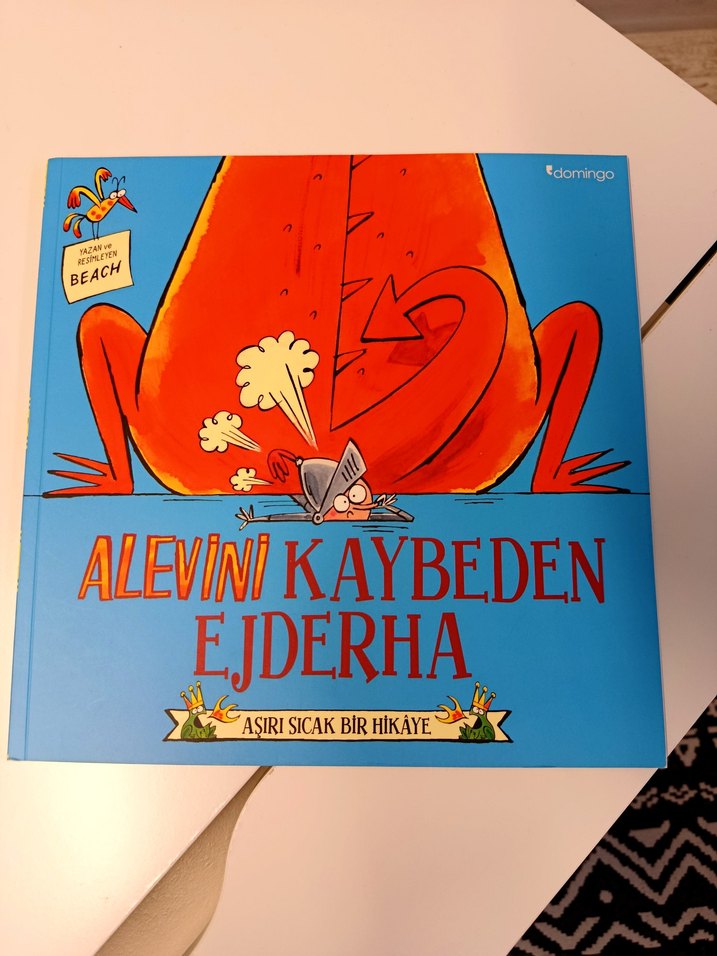 domingo
YAZAN ve
RESİMLEYEN
BEACH
ALEVİNİ KAYBEDEN
EJDERHA
AŞIRI SICAK BİR HİKÂYE